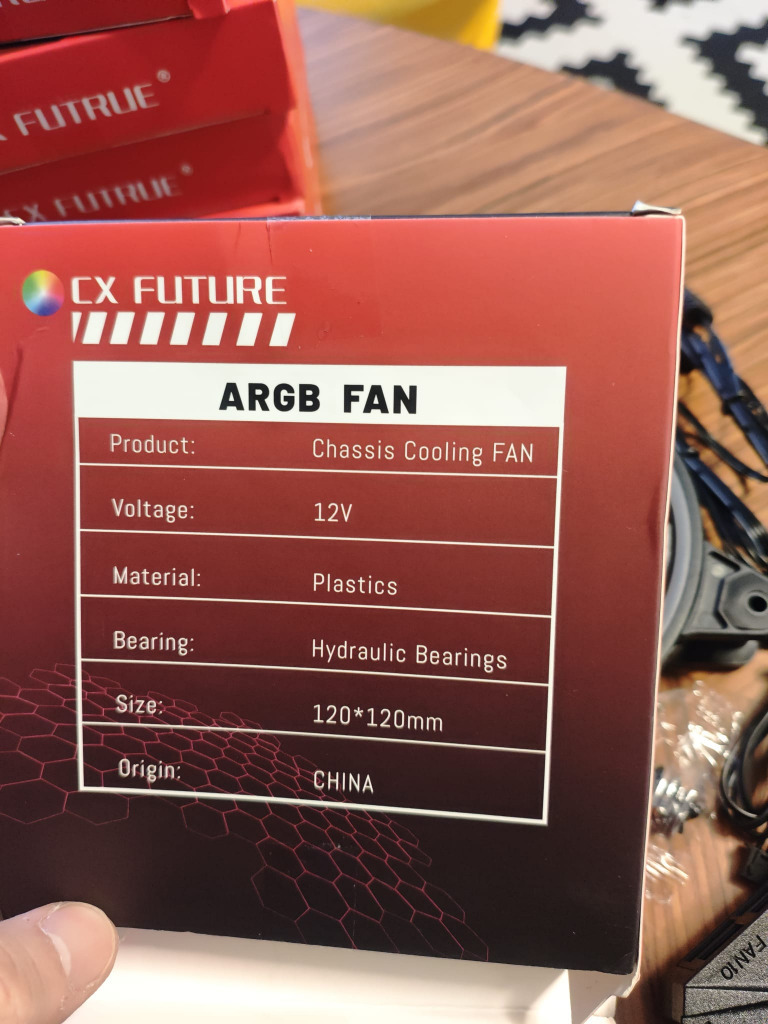 FUTRUE®
CX FUTRUE®
CX FUTURE
ARGB FAN
Product: Chassis Cooling FAN
Voltage: 12V
Material: Plastics
Bearing: Hydraulic Bearings
Size: 120*120mm
Origin: CHINA
FAN10